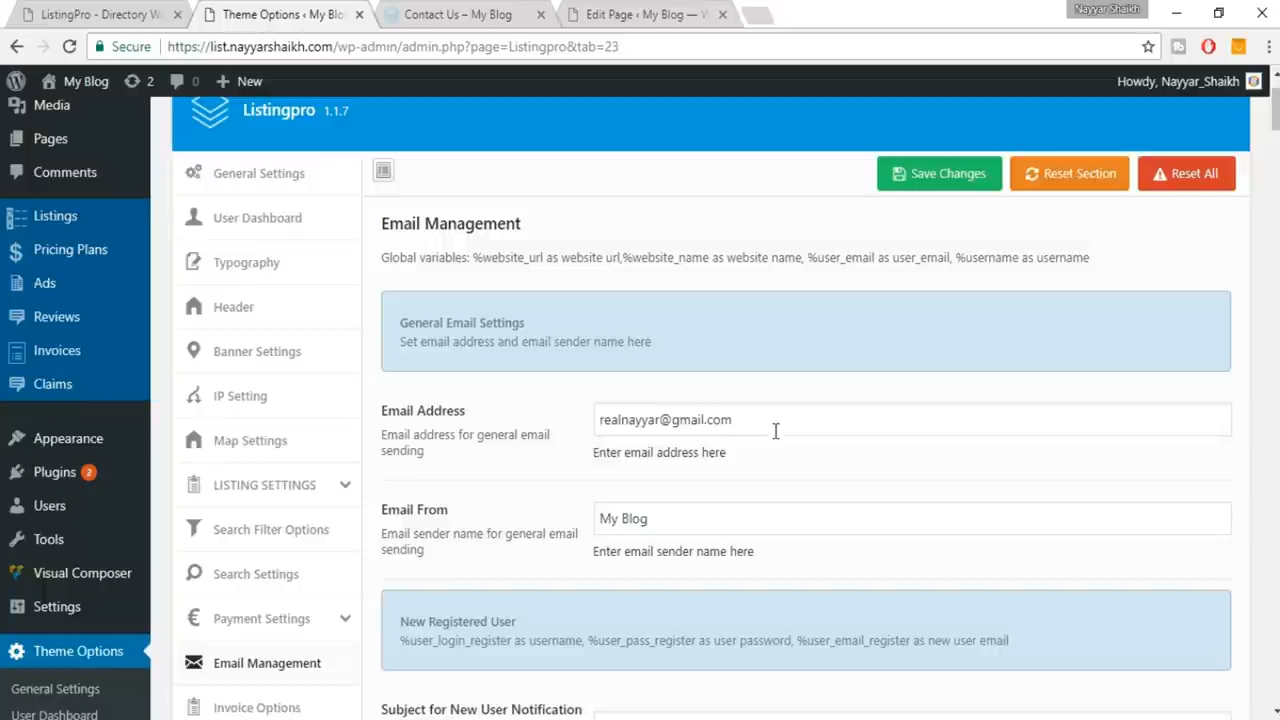 ListingPro - Directory W
Theme Options ‹ My Blo
Contact Us – My Blog
Edit Page ‹ My Blog —
Nayyar Shaikh
Secure
https://list.nayyarshaikh.com/wp-admin/admin.php?page=Listingpro&tab=23
My Blog
2
0
New
Howdy, Nayyar_Shaikh
Media
Pages
Comments
Listings
Pricing Plans
Ads
Reviews
Invoices
Claims
Appearance
Plugins 2
Users
Tools
Visual Composer
Settings
Theme Options
General Settings
User Dashboard
Listingpro 1.1.7
General Settings
User Dashboard
Typography
Header
Banner Settings
IP Setting
Map Settings
LISTING SETTINGS
Search Filter Options
Search Settings
Payment Settings
Email Management
Invoice Options
Save Changes
Reset Section
Reset All
Email Management
Global variables: %website_url as website url,%website_name as website name, %user_email as user_email, %username as username
General Email Settings
Set email address and email sender name here
Email Address
Email address for general email
sending
realnayyar@gmail.com
Enter email address here
Email From
Email sender name for general email
sending
My Blog
Enter email sender name here
New Registered User
%user_login_register as username, %user_pass_register as user password, %user_email_register as new user email
Subject for New User Notification